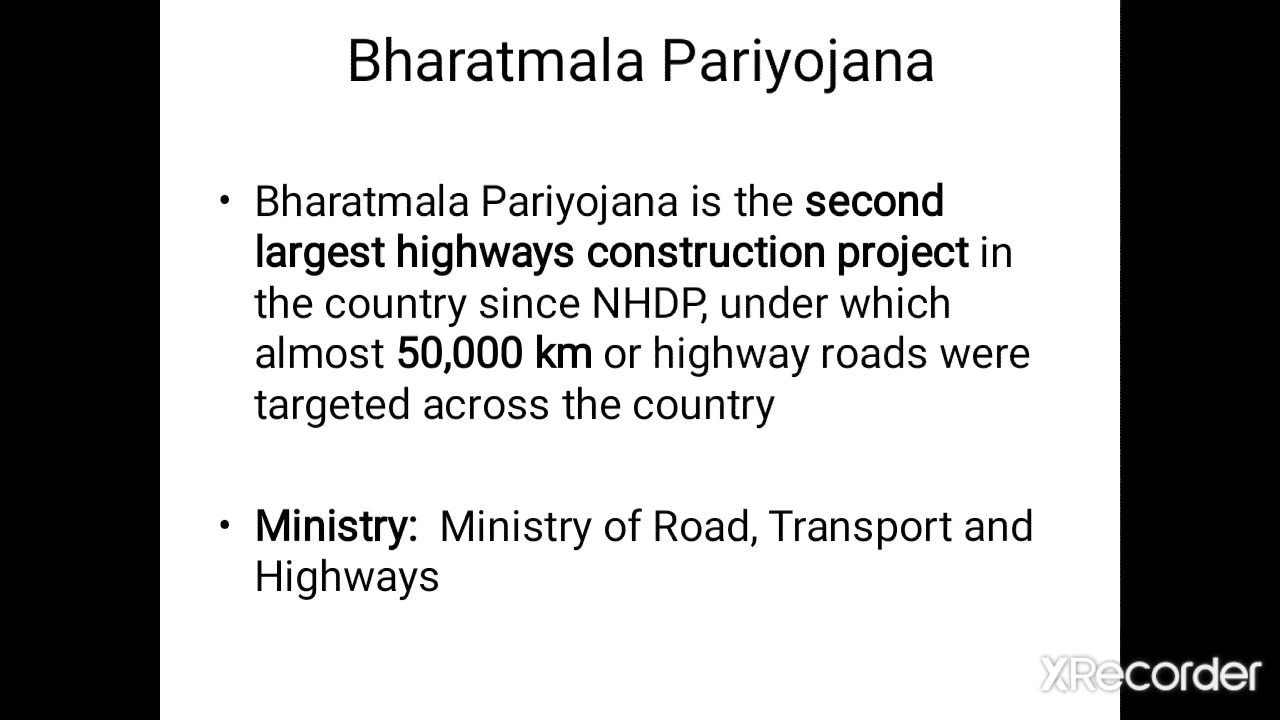 Bharatmala Pariyojana
• Bharatmala Pariyojana is the second
largest highways construction project in
the country since NHDP, under which
almost 50,000 km or highway roads were
targeted across the country
• Ministry: Ministry of Road, Transport and
Highways
XRecorder